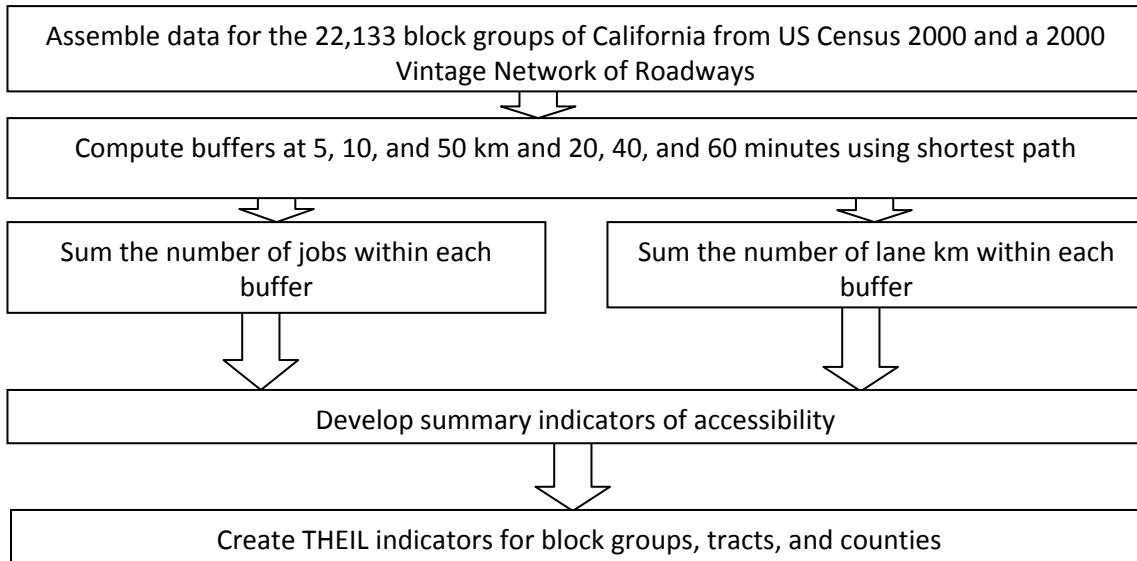 Assemble data for the 22,133 block groups of California from US Census 2000 and a 2000
Vintage Network of Roadways
Compute buffers at 5, 10, and 50 km and 20, 40, and 60 minutes using shortest path
Sum the number of jobs within each
buffer
Sum the number of lane km within each
buffer
Develop summary indicators of accessibility
Create THEIL indicators for block groups, tracts, and counties